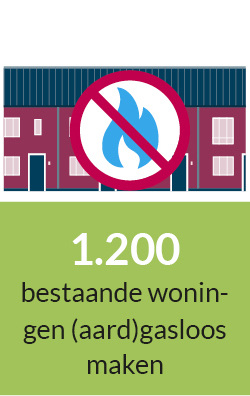 1.200
bestaande wonin-
gen (aard)gasloos
maken